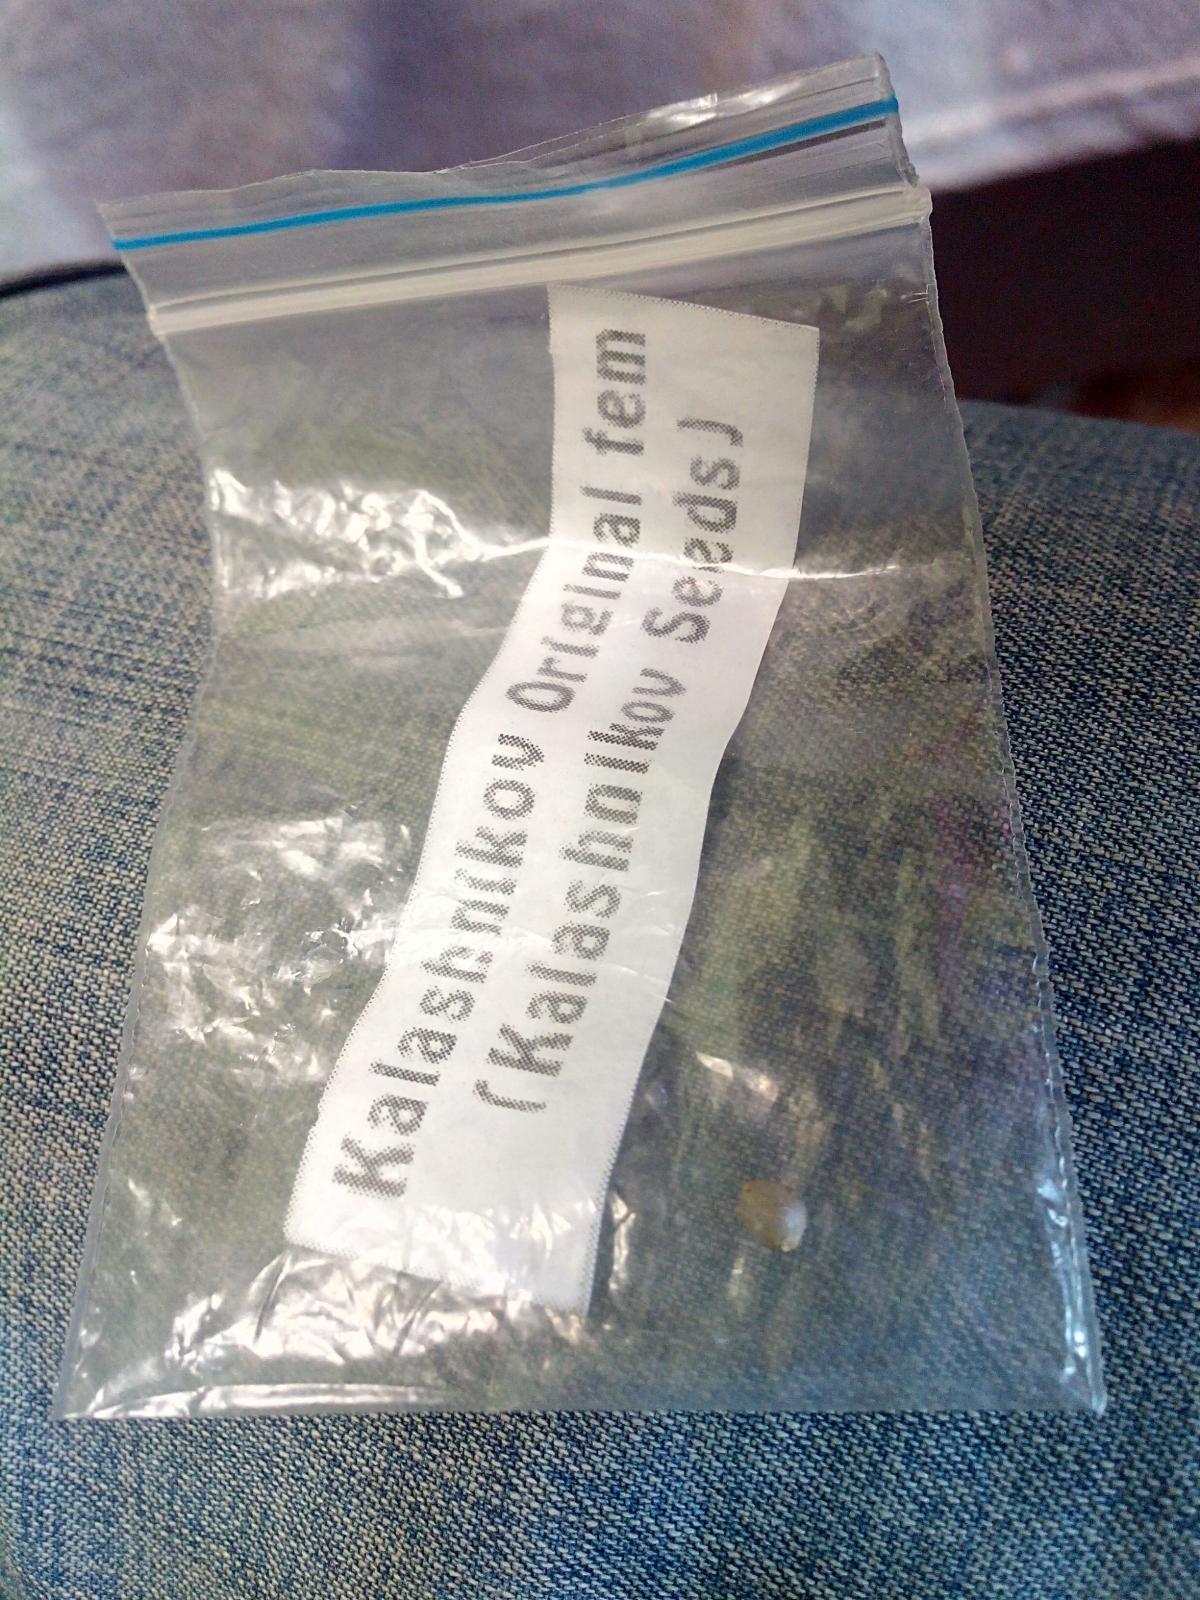 Kalashnikov Original fem
(Kalashnikov Seeds)